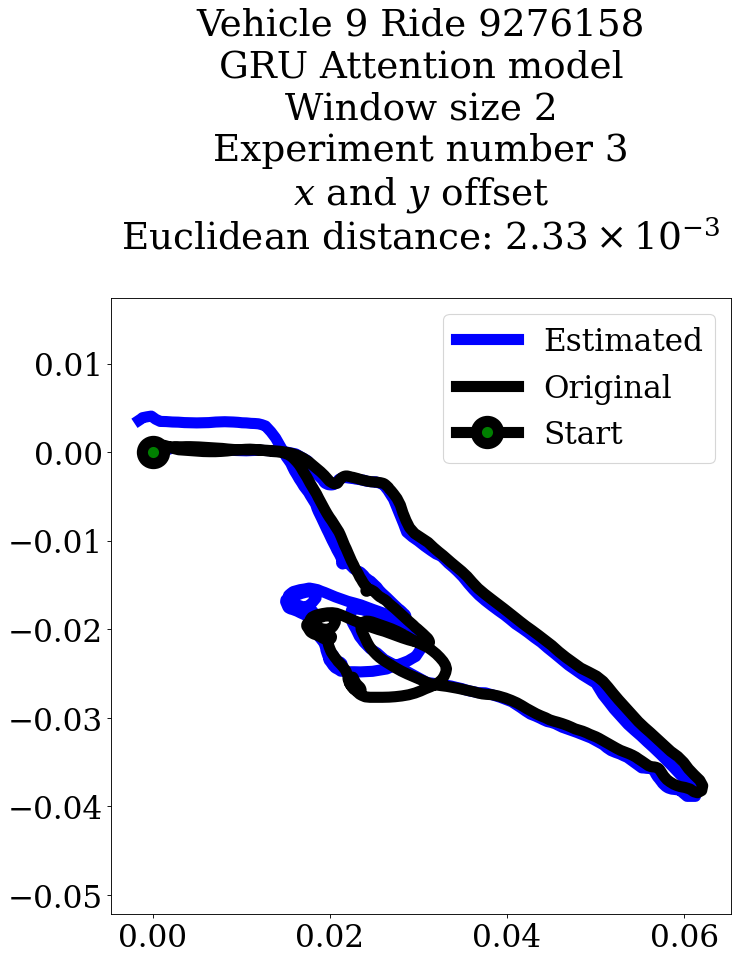 Vehicle 9 Ride 9276158
GRU Attention model
Window size 2
Experiment number 3
x and y offset
Euclidean distance: 2.33 × 10⁻³
Estimated
Original
Start
0.01
0.00
−0.01
−0.02
−0.03
−0.04
−0.05
0.00 0.02 0.04 0.06